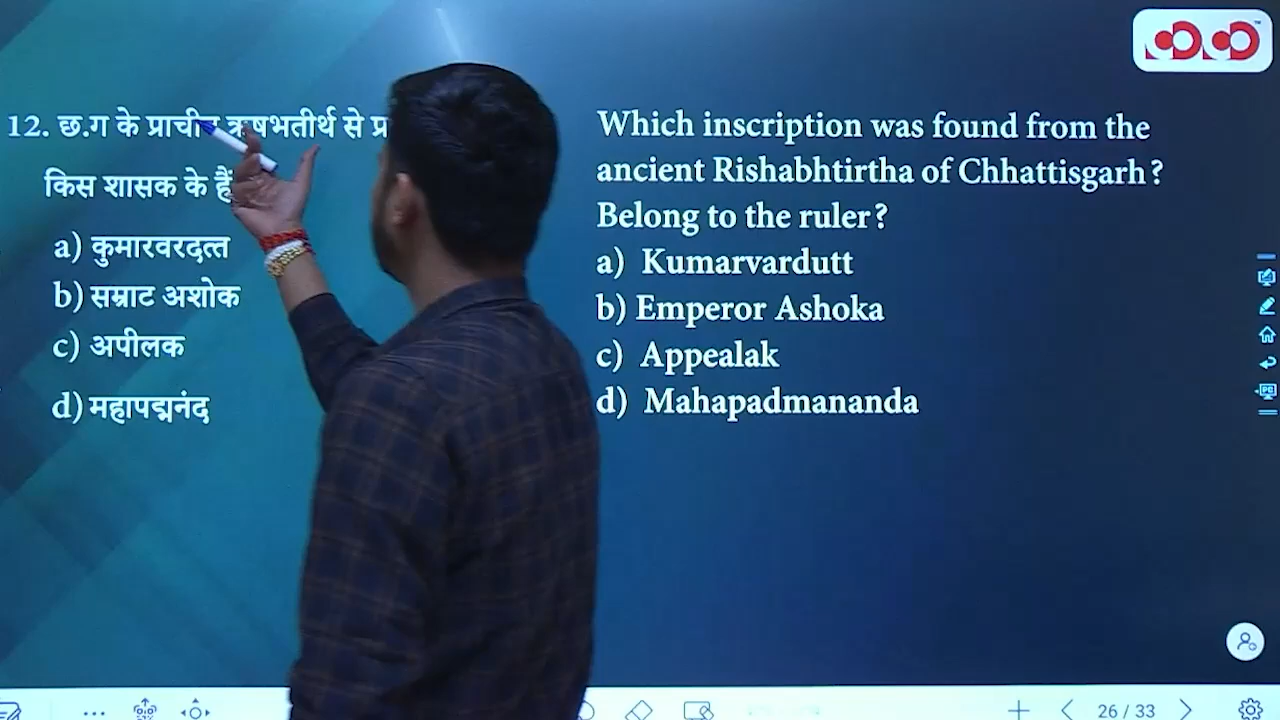 12. छ.ग के प्राचीन ऋषभतीर्थ से
किस शासक के हैं
a) कुमारवरदत्त
b) सम्राट अशोक
c) अपीलक
d) महापद्मनंद
Which inscription was found from the
ancient Rishabhtirtha of Chhattisgarh?
Belong to the ruler?
a) Kumarvardutt
b) Emperor Ashoka
c) Appealak
d) Mahapadmananda
26 / 33